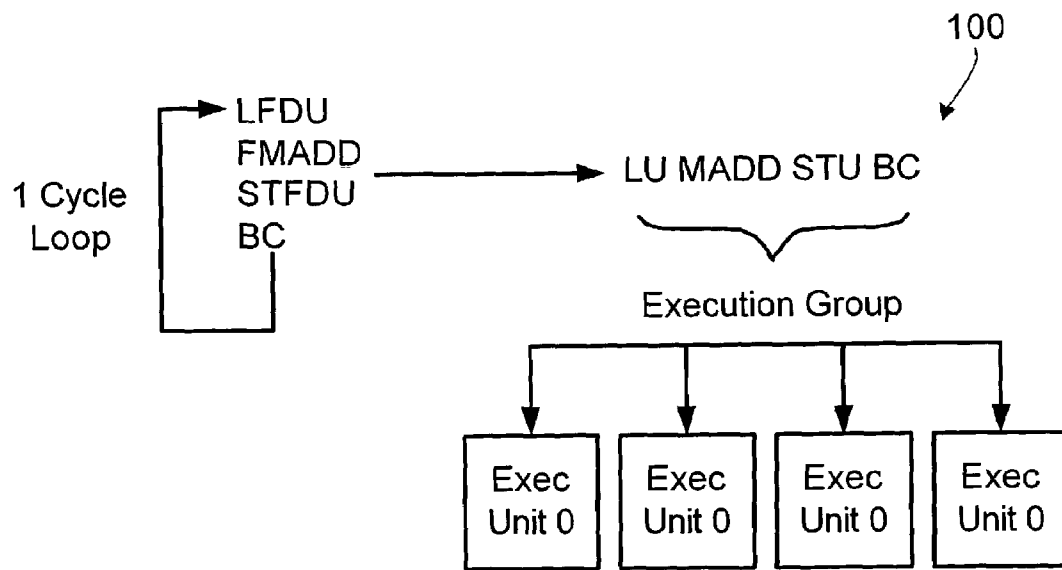 100
LFDU
FMADD
STFDU
BC
1 Cycle
Loop
LU MADD STU BC
Execution Group
Exec
Unit 0
Exec
Unit 0
Exec
Unit 0
Exec
Unit 0